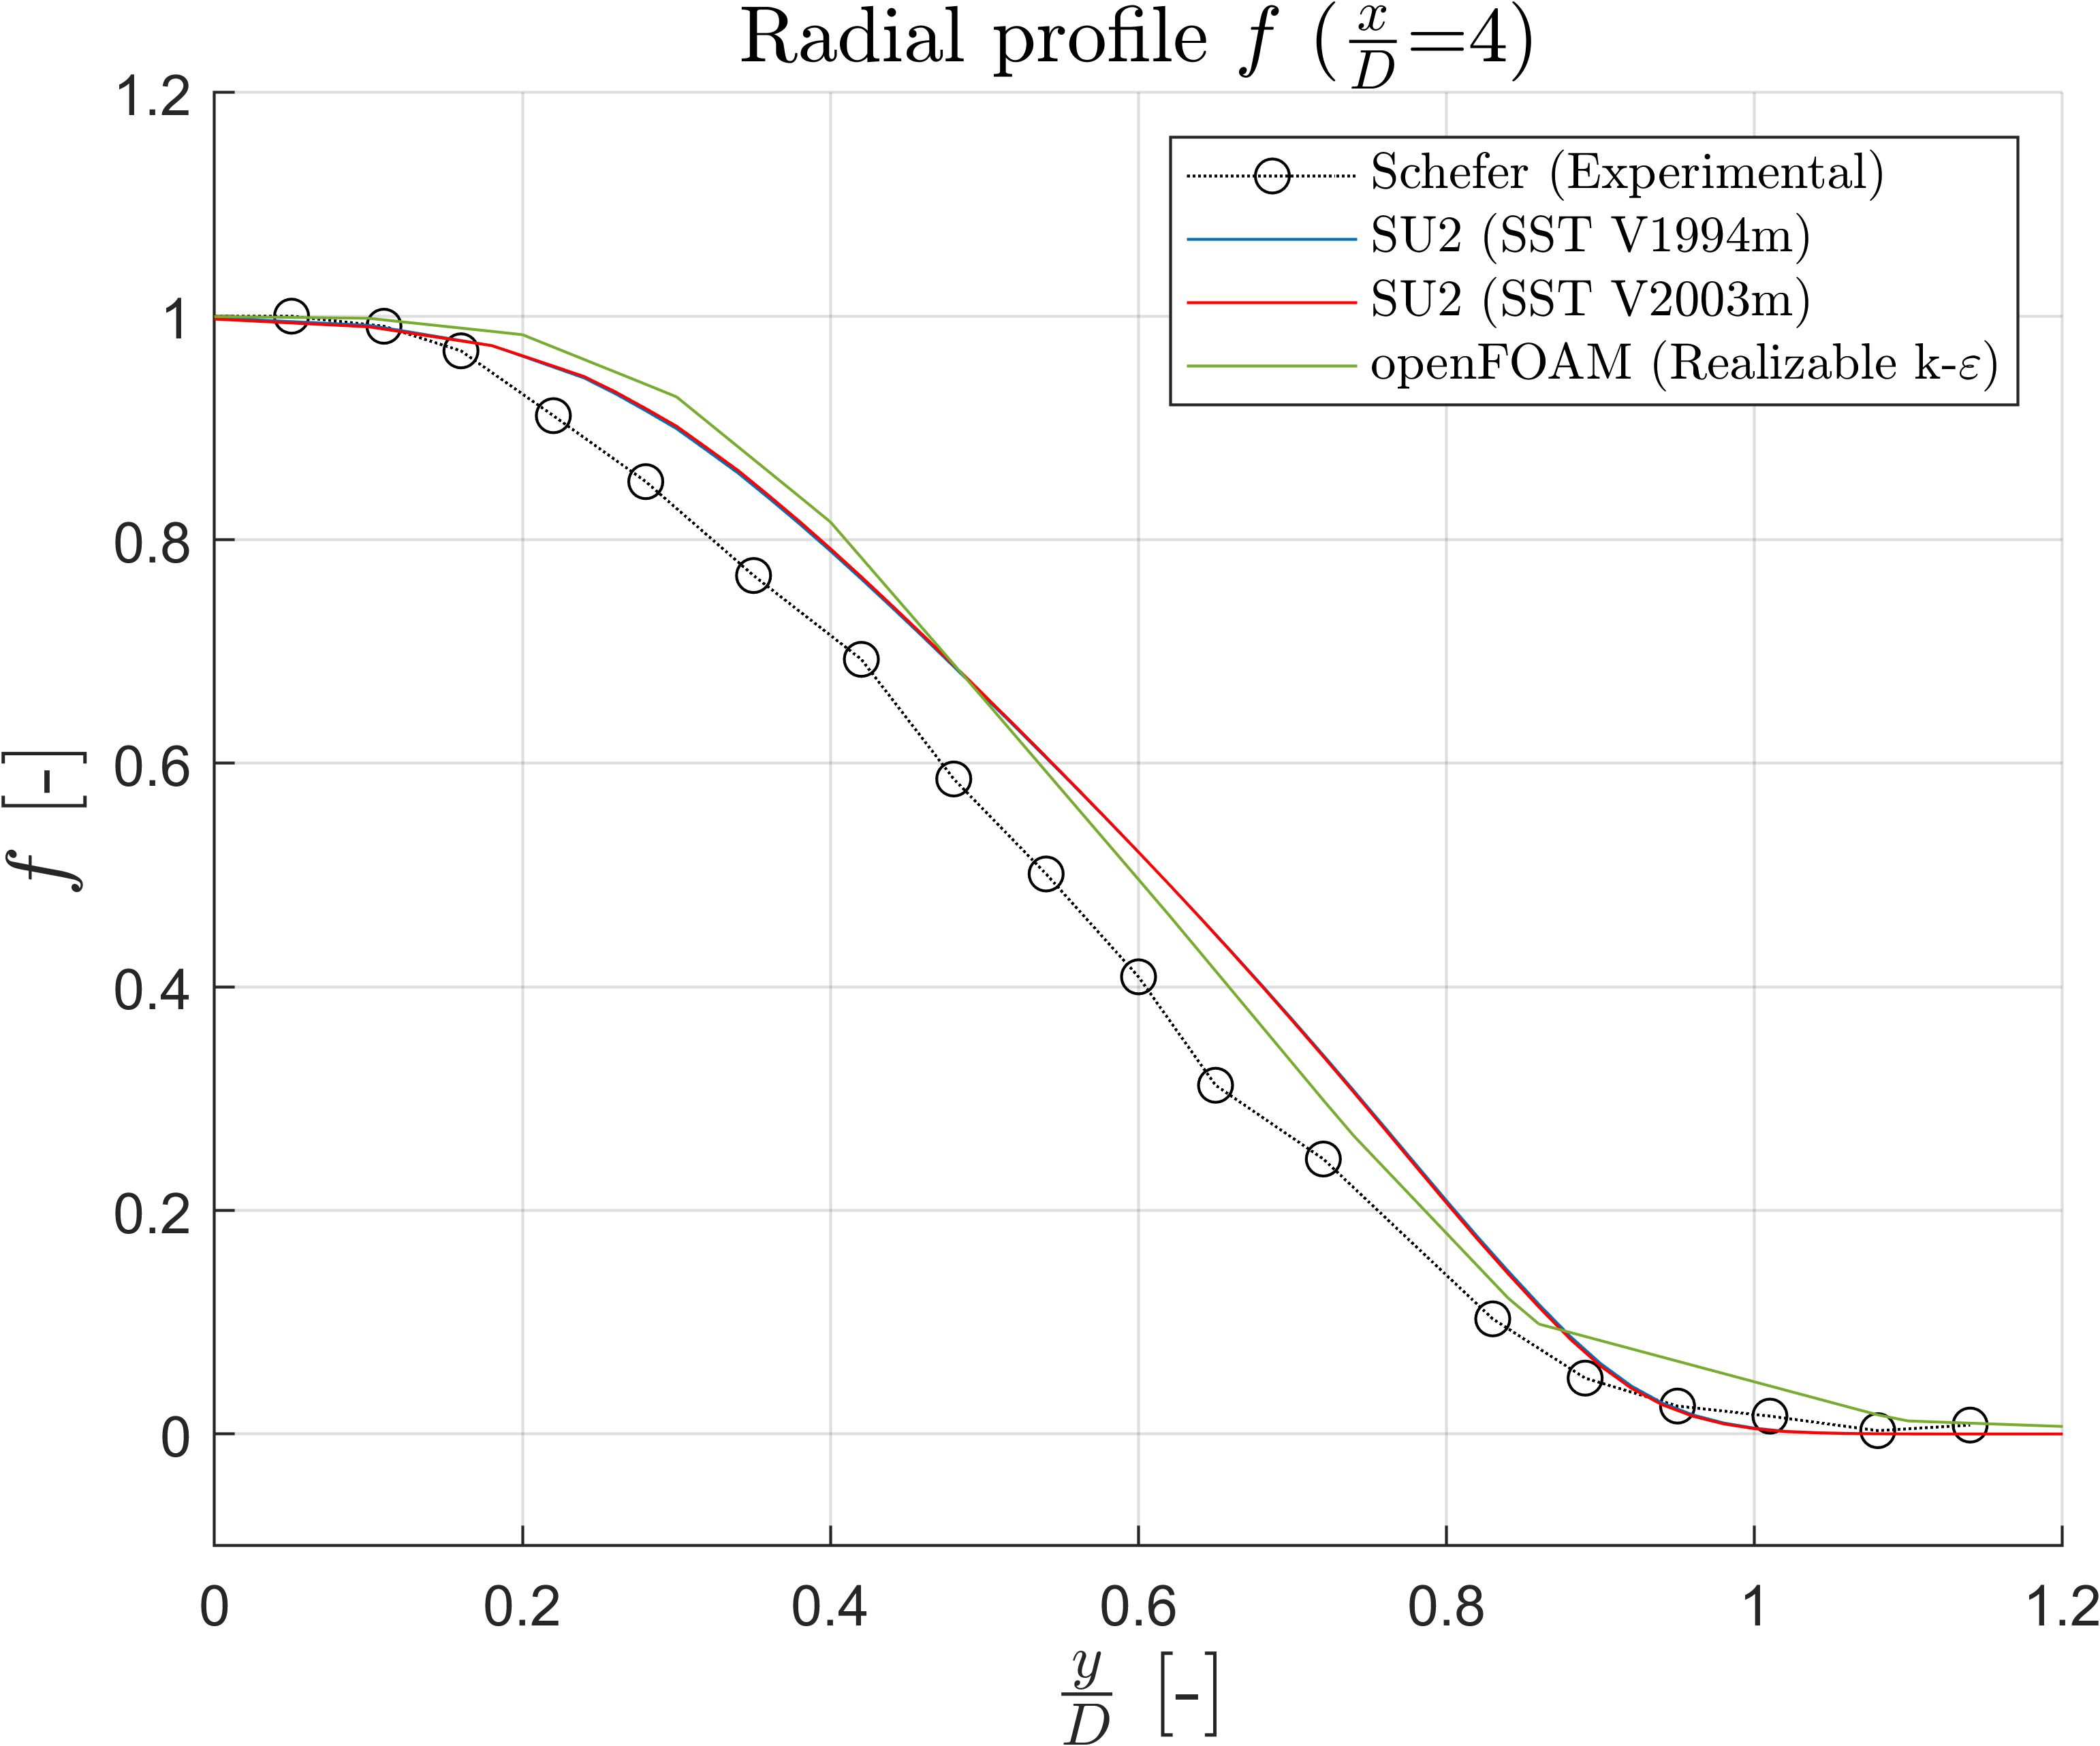 Radial profile f (x/D=4)
1.2
1
0.8
0.6
0.4
0.2
0
f [-]
Schefer (Experimental)
SU2 (SST V1994m)
SU2 (SST V2003m)
openFOAM (Realizable k-ε)
0 0.2 0.4 0.6 0.8 1 1.2
y/D [-]